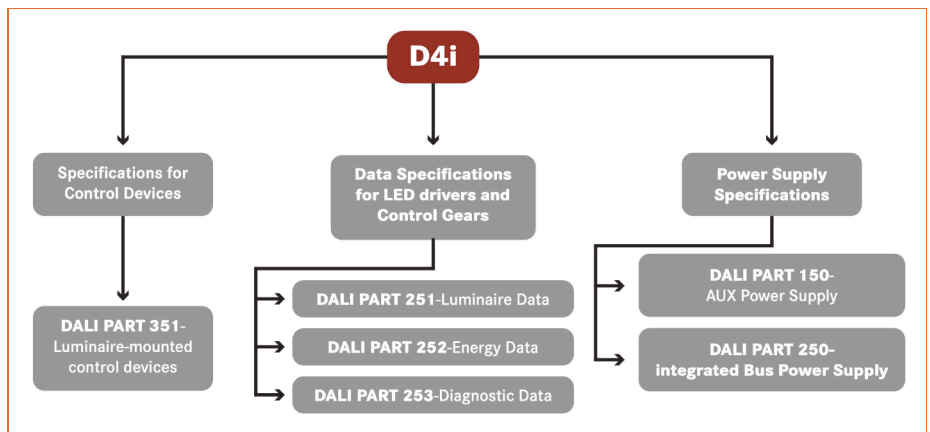 D4i
Specifications for
Control Devices
Data Specifications
for LED drivers and
Control Gears
Power Supply
Specifications
DALI PART 351-
Luminaire-mounted
control devices
DALI PART 251-Luminaire Data
DALI PART 252-Energy Data
DALI PART 253-Diagnostic Data
DALI PART 150-
AUX Power Supply
DALI PART 250-
integrated Bus Power Supply